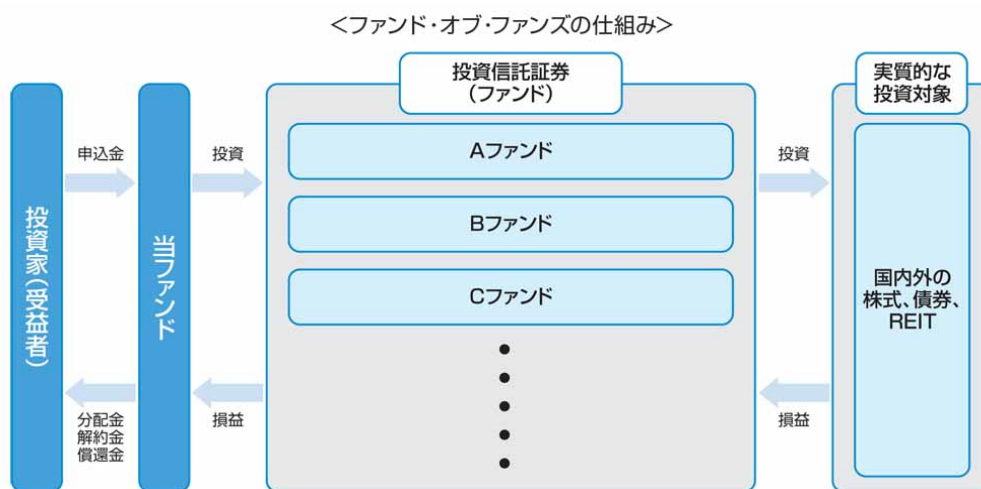 <ファンド・オブ・ファンズの仕組み>
投資信託証券
(ファンド)
実質的な
投資対象
投資家(受益者)
申込金
分配金
解約金
償還金
当ファンド
投資
損益
Aファンド
Bファンド
Cファンド
投資
損益
国内外の
株式、債券、
REIT